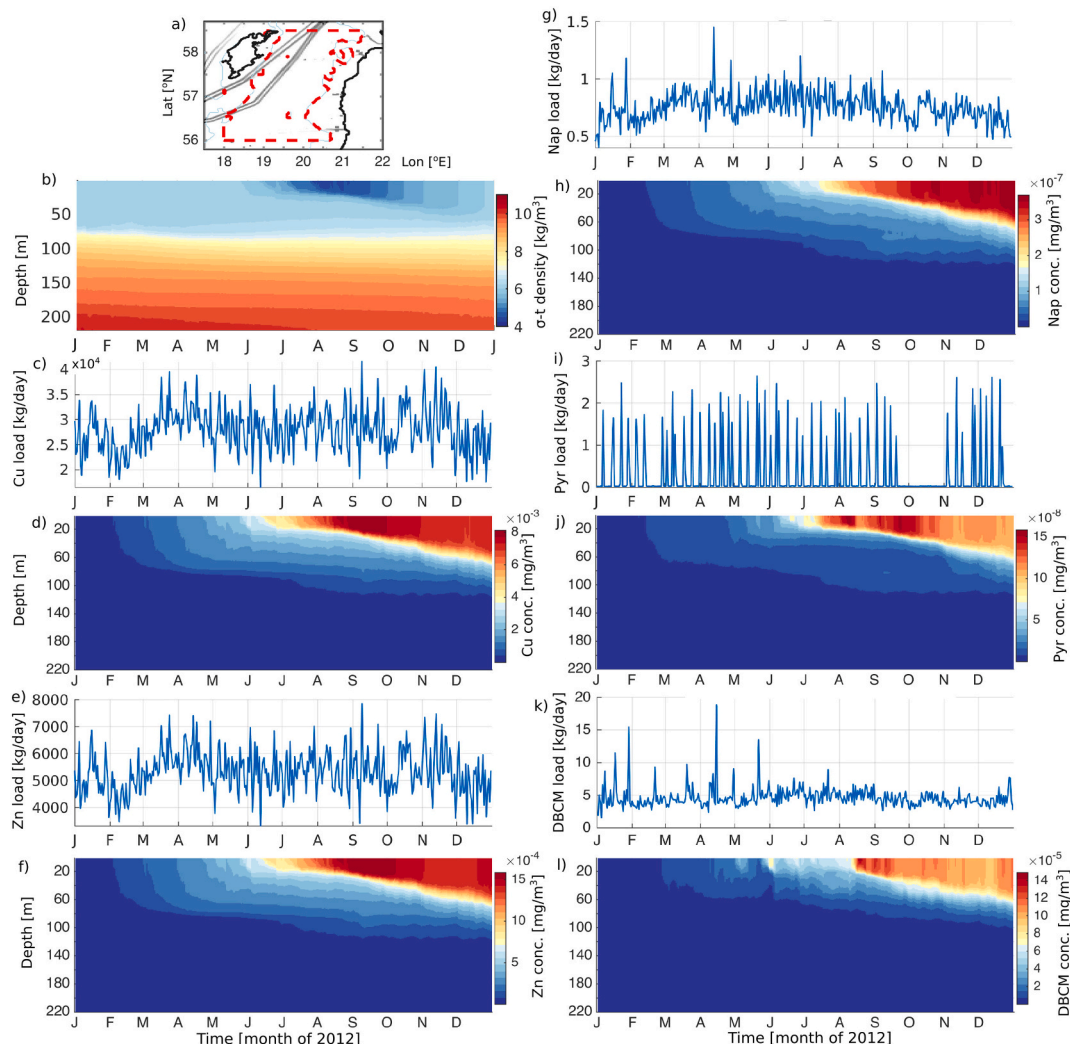 a)
Lat [°N]
58
57
56
18 19 20 21 22 Lon [°E]
b)
Depth [m]
50
100
150
200
J F M A M J J A S O N D J
10
8
6
4
σ-t density [kg/m³]
c)
×10⁴
Cu load [kg/day]
4
3.5
3
2.5
2
J F M A M J J A S O N D
d)
Depth [m]
20
60
100
140
180
220
J F M A M J J A S O N D
×10⁻³
8
6
4
2
Cu conc. [mg/m³]
e)
Zn load [kg/day]
8000
7000
6000
5000
4000
J F M A M J J A S O N D
f)
Depth [m]
20
60
100
140
180
220
J F M A M J J A S O N D
Time [month of 2012]
×10⁻⁴
15
10
5
Zn conc. [mg/m³]
g)
Nap load [kg/day]
1.5
1
0.5
J F M A M J J A S O N D
h)
20
60
100
140
180
220
J F M A M J J A S O N D
×10⁻⁷
3
2
1
Nap conc. [mg/m³]
i)
Pyr load [kg/day]
3
2
1
0
J F M A M J J A S O N D
j)
20
60
100
140
180
220
J F M A M J J A S O N D
×10⁻⁸
15
10
5
Pyr conc. [mg/m³]
k)
DBCM load [kg/day]
20
15
10
5
0
J F M A M J J A S O N D
l)
20
60
100
140
180
220
J F M A M J J A S O N D
Time [month of 2012]
×10⁻⁵
14
12
10
8
6
4
2
DBCM conc. [mg/m³]